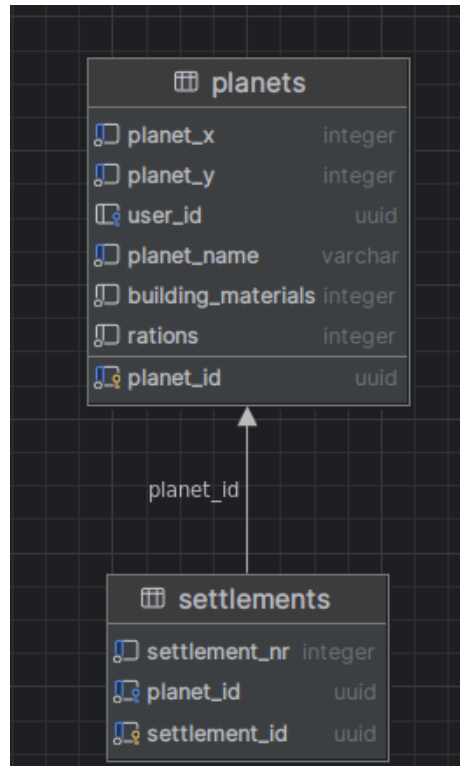 planets
planet_x integer
planet_y integer
user_id uuid
planet_name varchar
building_materials integer
rations integer
planet_id uuid
planet_id
settlements
settlement_nr integer
planet_id uuid
settlement_id uuid